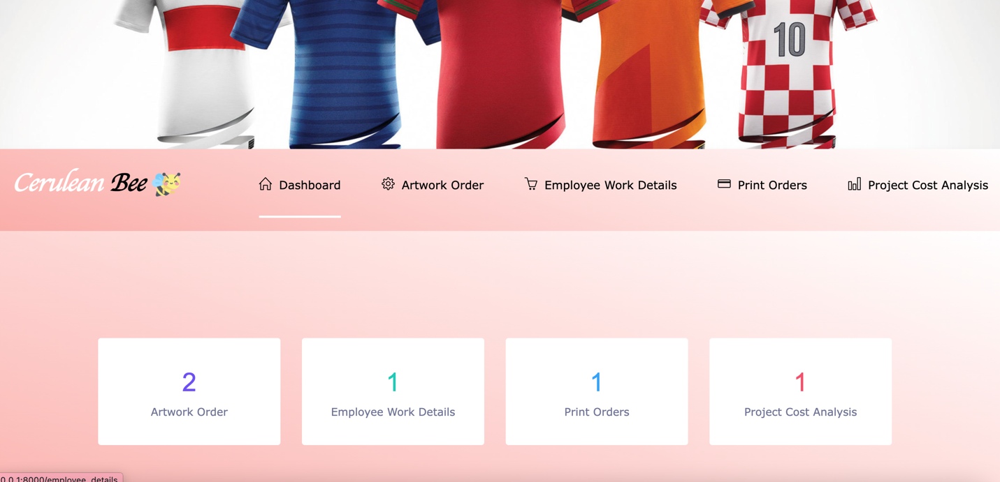 10
Cerulean Bee
Dashboard
Artwork Order
Employee Work Details
Print Orders
Project Cost Analysis
2
Artwork Order
1
Employee Work Details
1
Print Orders
1
Project Cost Analysis
0.0.1:8000/employee_details